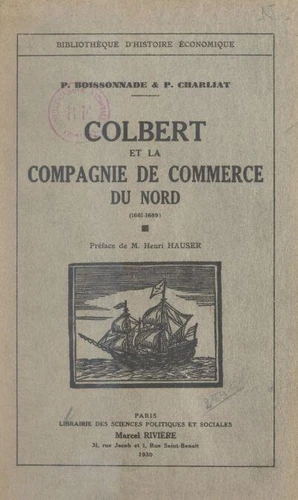 BIBLIOTHÈQUE D'HISTOIRE ÉCONOMIQUE
P. BOISSONNADE & P. CHARLIAT
COLBERT
ET LA
COMPAGNIE DE COMMERCE
DU NORD
(1661-1689)
Préface de M. Henri HAUSER
PARIS
LIBRAIRIE DES SCIENCES POLITIQUES ET SOCIALES
Marcel RIVIÈRE
31, rue Jacob et 1, Rue Saint-Benoît
1930